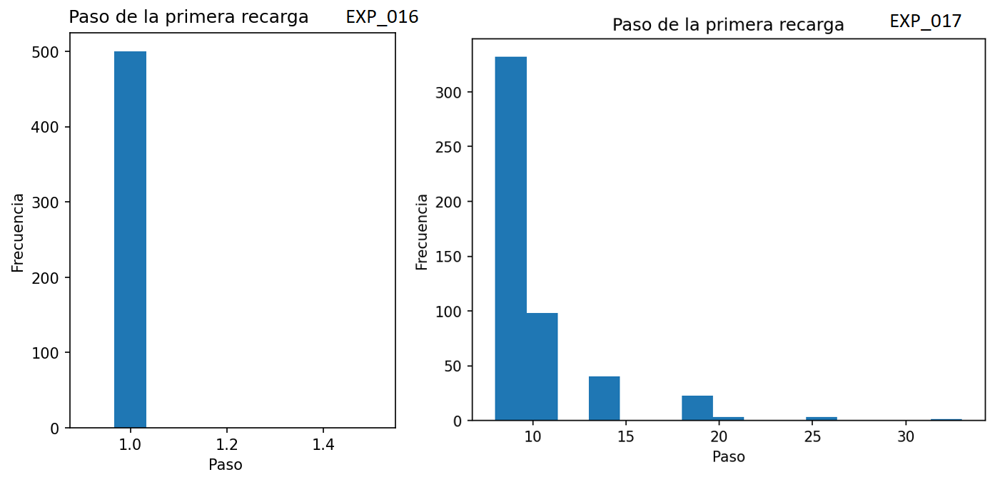 Paso de la primera recarga EXP_016
500
400
300
200
100
0
Frecuencia
1.0 1.2 1.4
Paso
Paso de la primera recarga EXP_017
300
250
200
150
100
50
0
Frecuencia
10 15 20 25 30
Paso